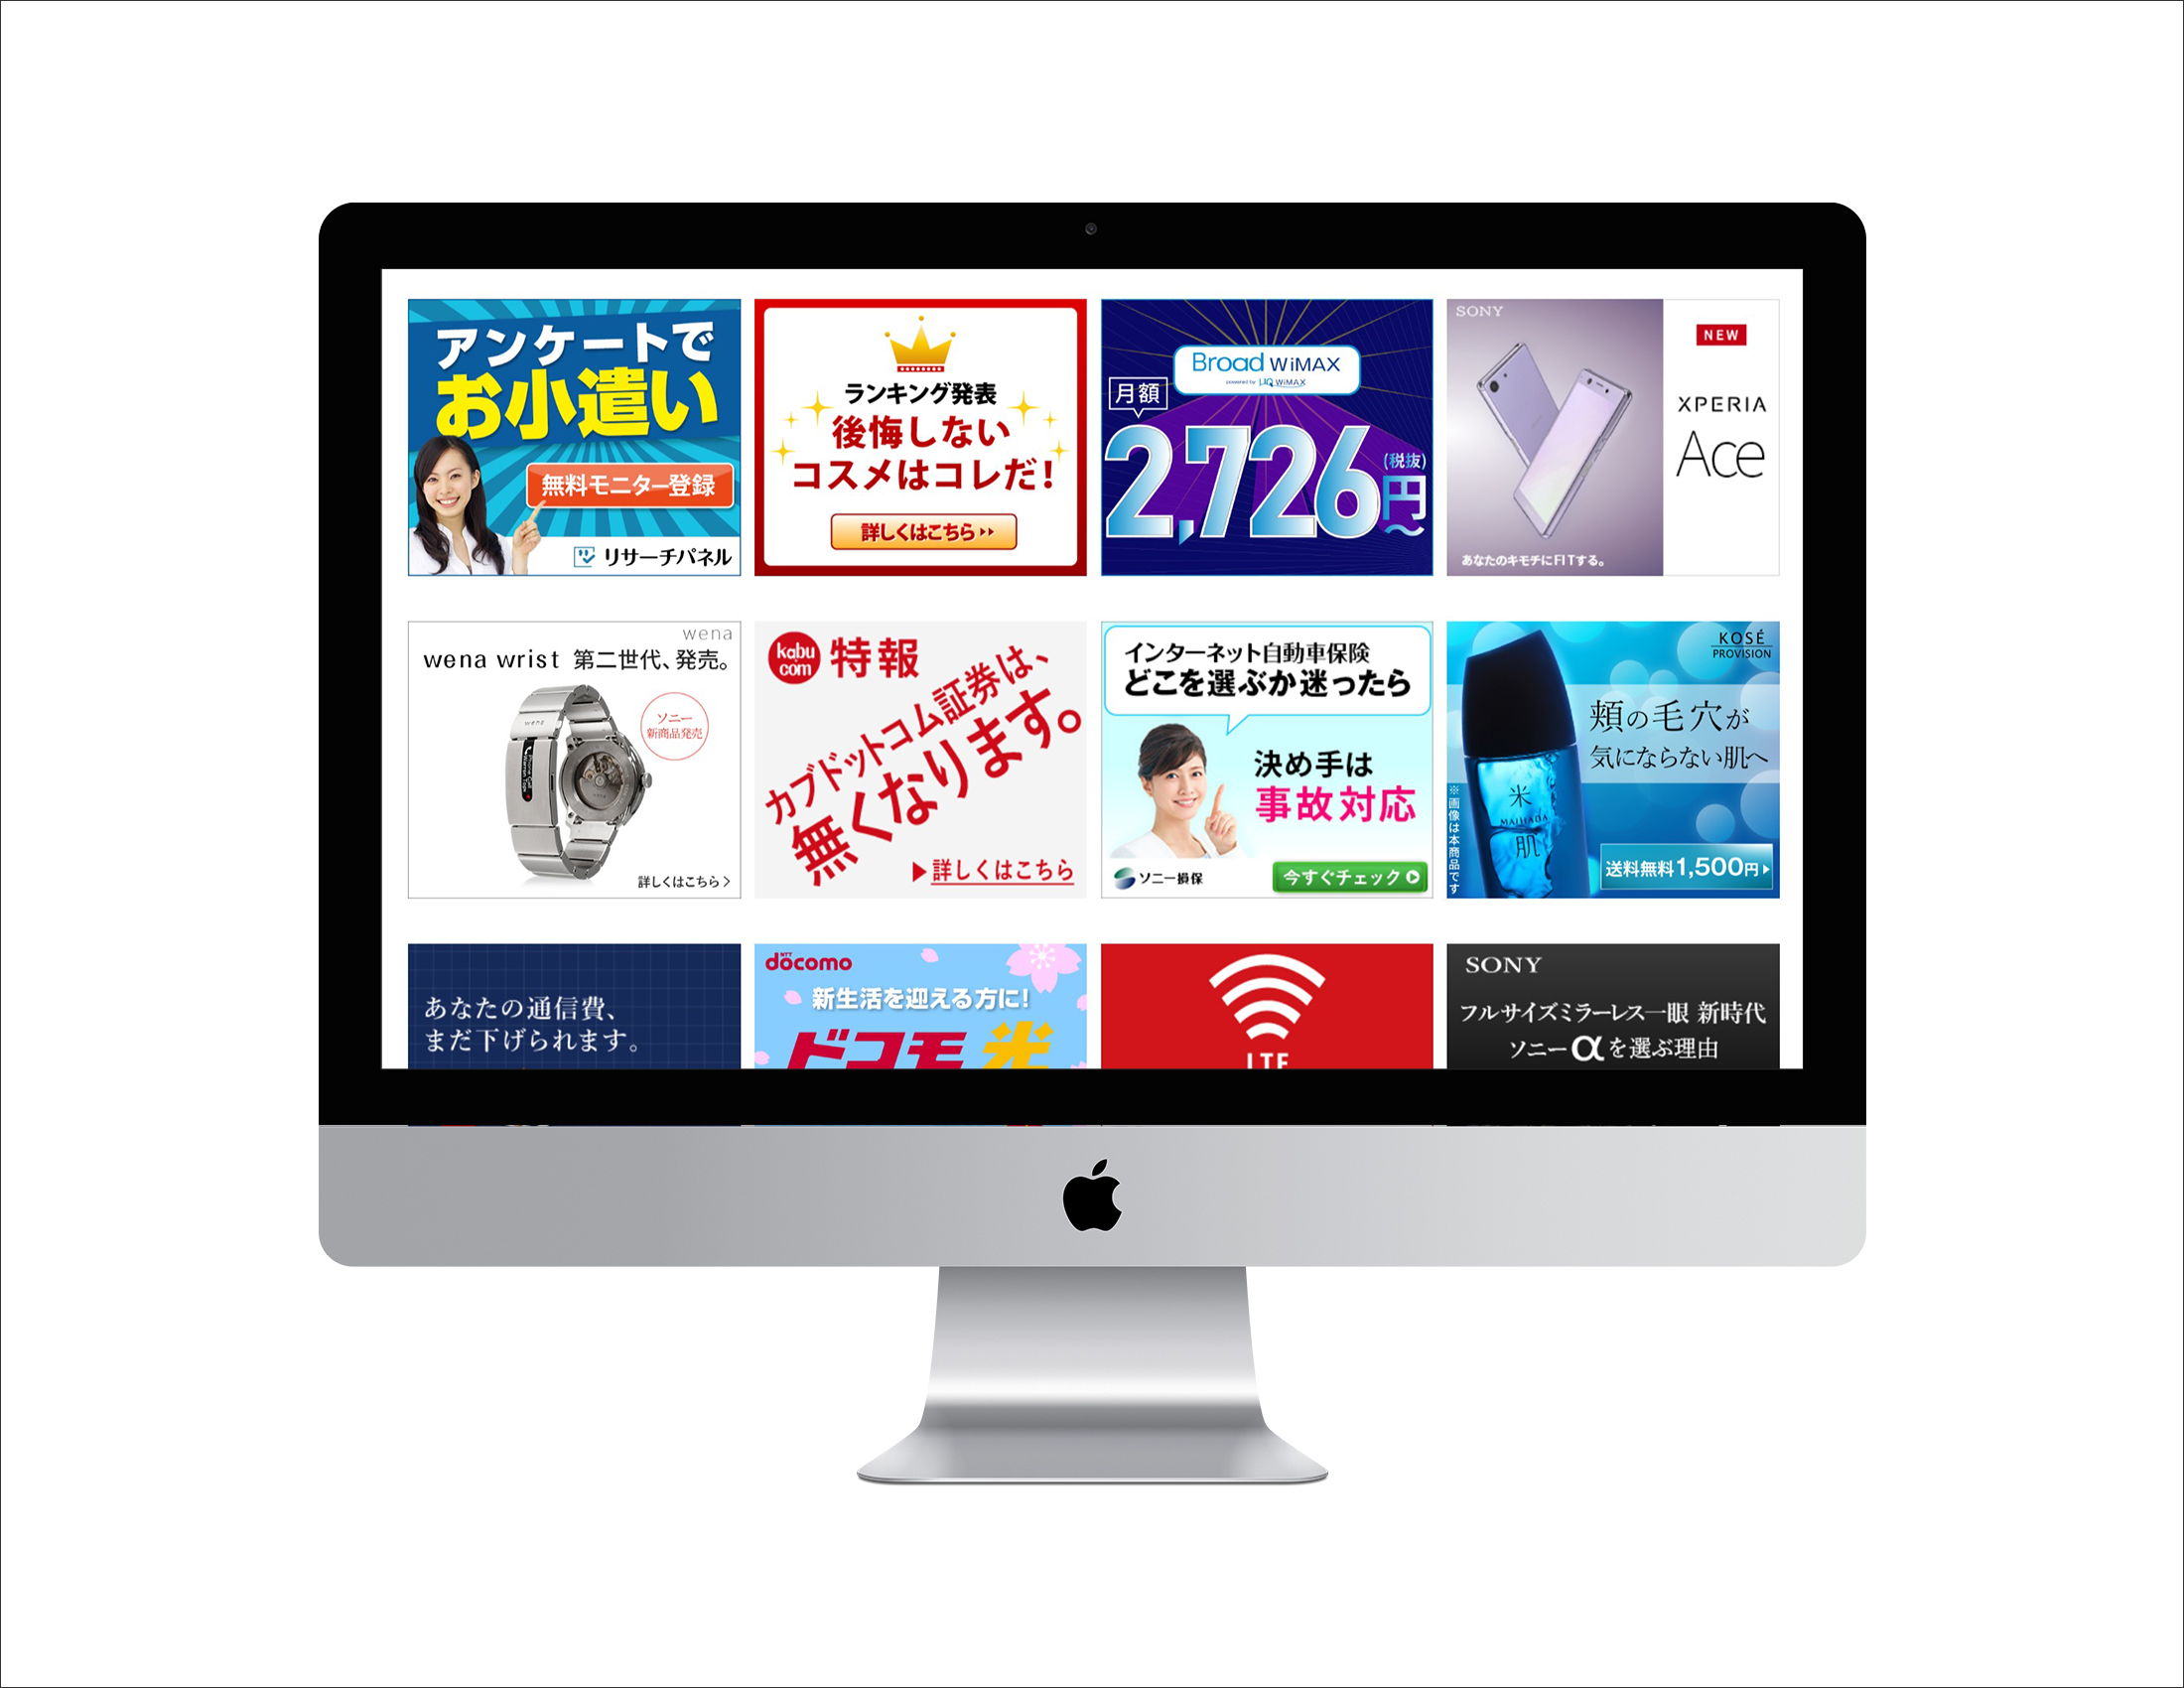 アンケートで
お小遣い
無料モニター登録
リサーチパネル
ランキング発表
後悔しない
コスメはコレだ!
詳しくはこちら
Broad WiMAX
powered by UQ WiMAX
月額
2,726円~
(税抜)
SONY
NEW
XPERIA
Ace
あなたのキモチにFITする。
wena
wena wrist 第二世代、発売。
wena
ソニー
新商品発売
詳しくはこちら
kabu
.com
特報
カブドットコム証券は、
無くなります。
詳しくはこちら
インターネット自動車保険
どこを選ぶか迷ったら
決め手は
事故対応
ソニー損保
今すぐチェック
KOSÉ
PROVISION
頬の毛穴が
気にならない肌へ
米
MAIHADA
肌
※画像は本商品です
送料無料1,500円
あなたの通信費、
まだ下げられます。
NTT
docomo
新生活を迎える方に!
ドコモ光
LTE
SONY
フルサイズミラーレス一眼 新時代
ソニーαを選ぶ理由